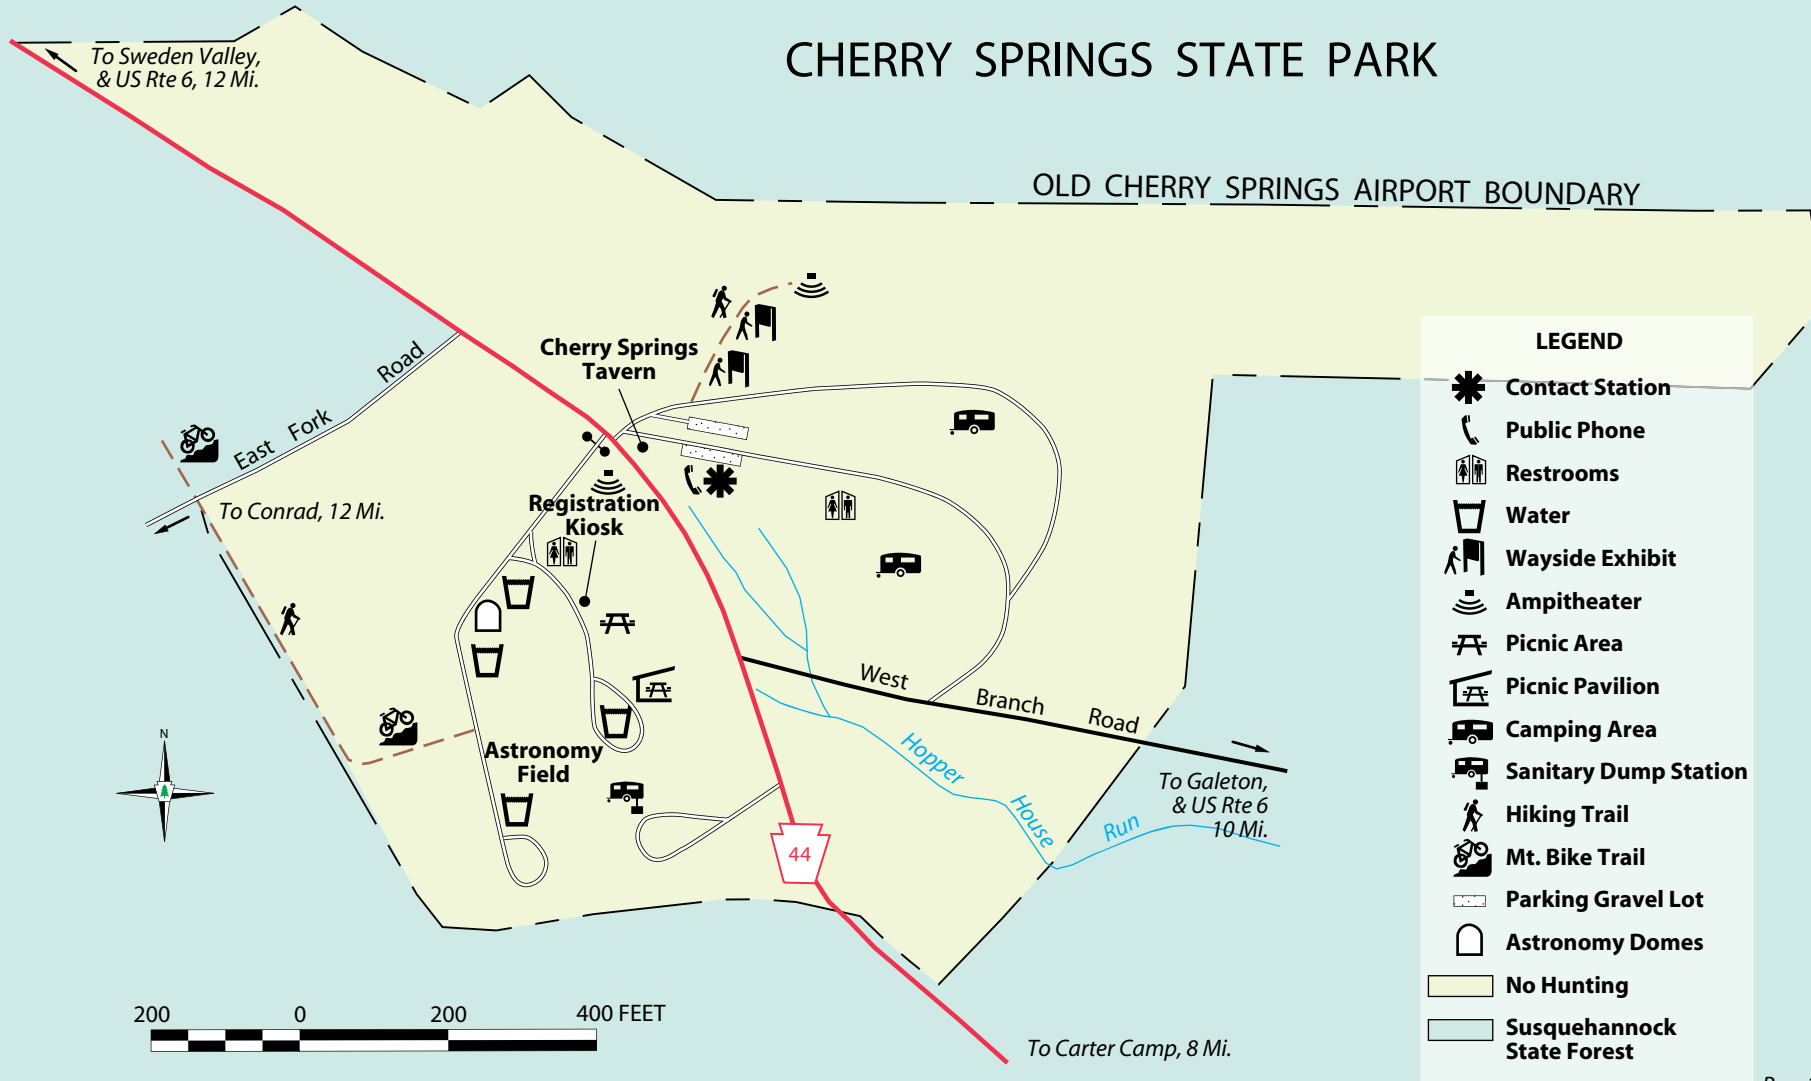 CHERRY SPRINGS STATE PARK
To Sweden Valley,
& US Rte 6, 12 Mi.
OLD CHERRY SPRINGS AIRPORT BOUNDARY
Cherry Springs
Tavern
East Fork Road
To Conrad, 12 Mi.
Registration
Kiosk
West Branch Road
N
Astronomy
Field
Hopper House Run
To Galeton,
& US Rte 6
10 Mi.
44
200 0 200 400 FEET
To Carter Camp, 8 Mi.
LEGEND
Contact Station
Public Phone
Restrooms
Water
Wayside Exhibit
Ampitheater
Picnic Area
Picnic Pavilion
Camping Area
Sanitary Dump Station
Hiking Trail
Mt. Bike Trail
Parking Gravel Lot
Astronomy Domes
No Hunting
Susquehannock
State Forest